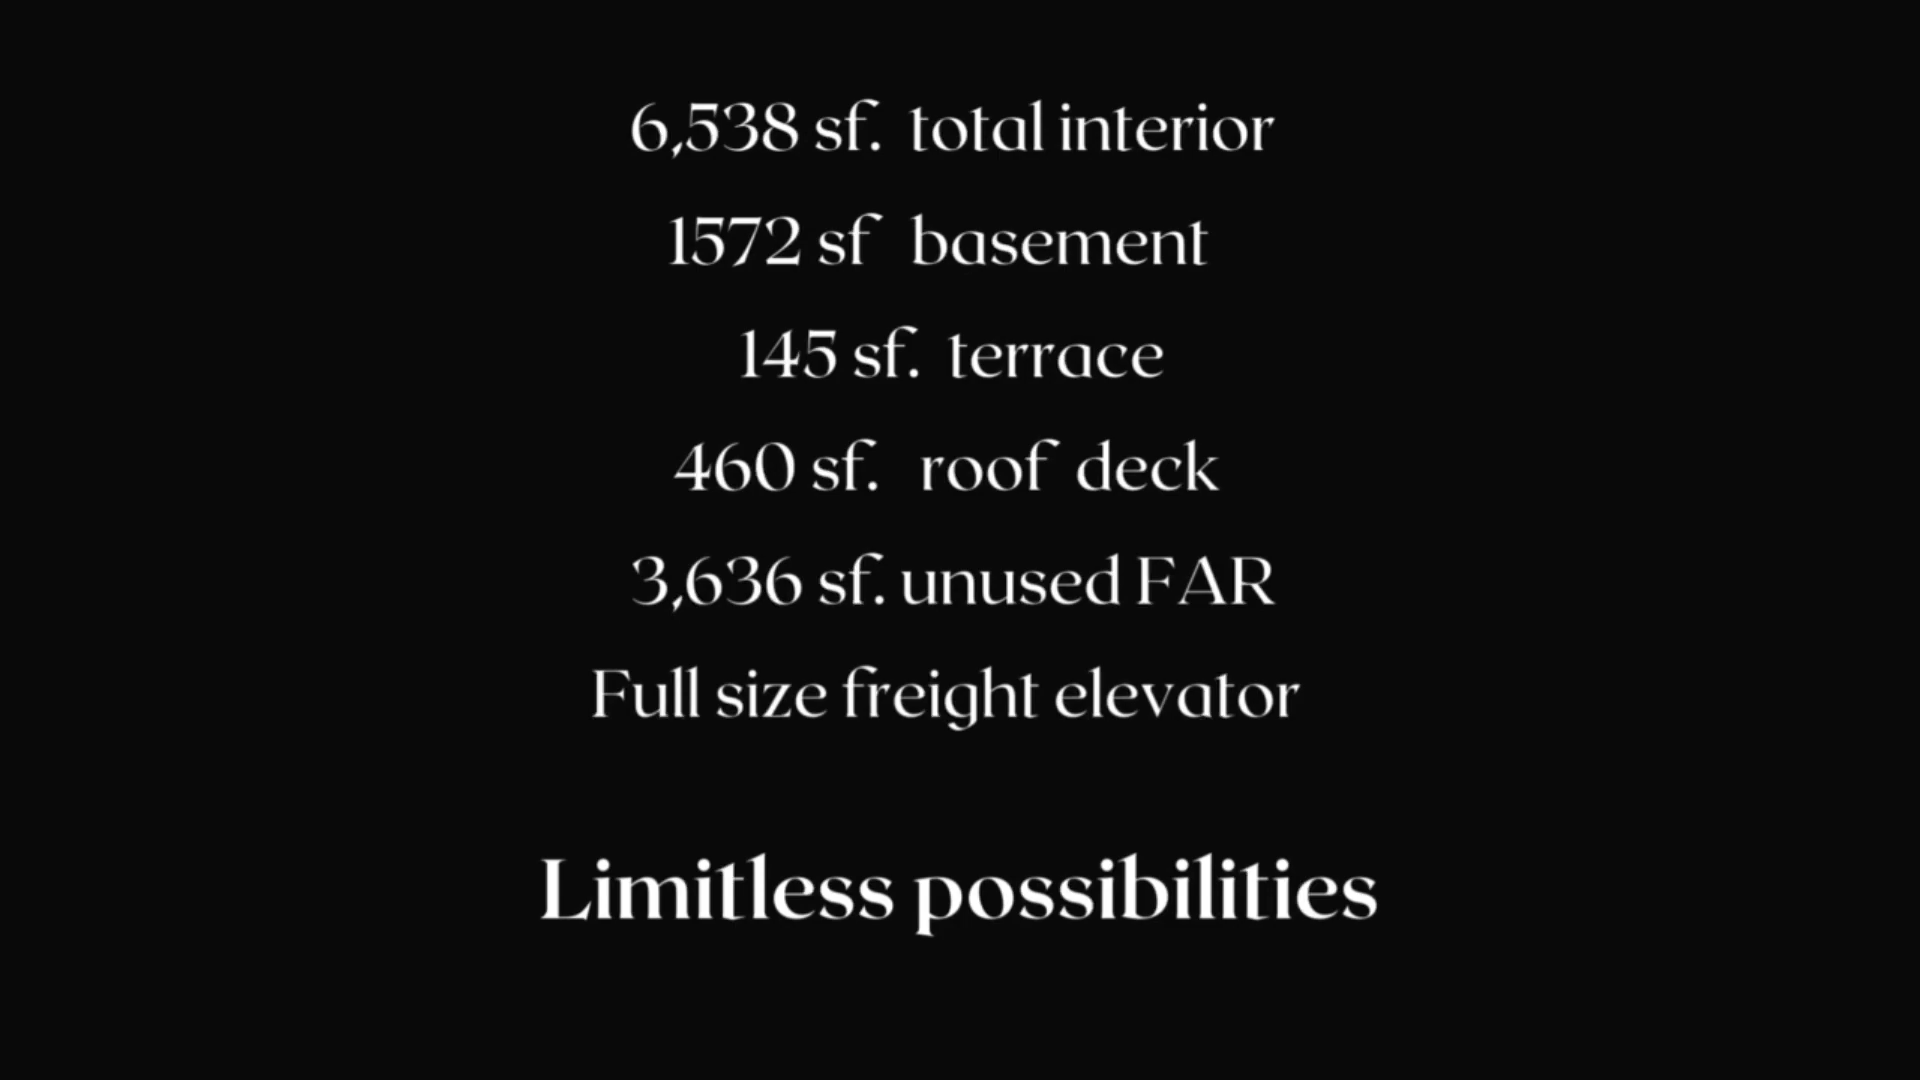 6,538 sf. total interior
1572 sf basement
145 sf. terrace
460 sf. roof deck
3,636 sf. unused FAR
Full size freight elevator
Limitless possibilities